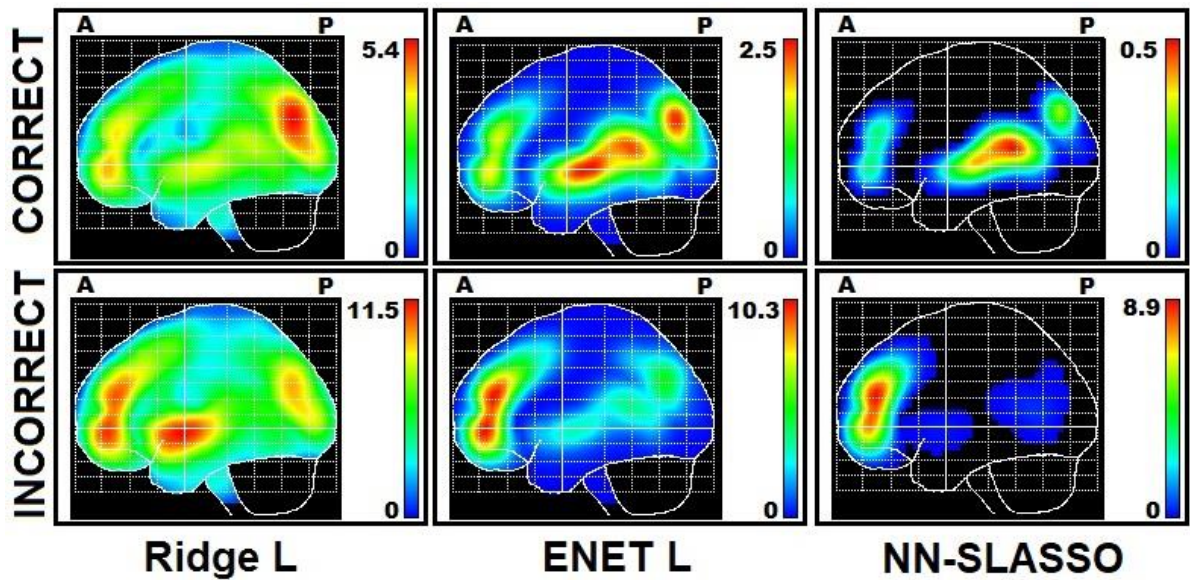 CORRECT
A P
5.4
0
A P
2.5
0
A P
0.5
0
INCORRECT
A P
11.5
0
A P
10.3
0
A P
8.9
0
Ridge L
ENET L
NN-SLASSO